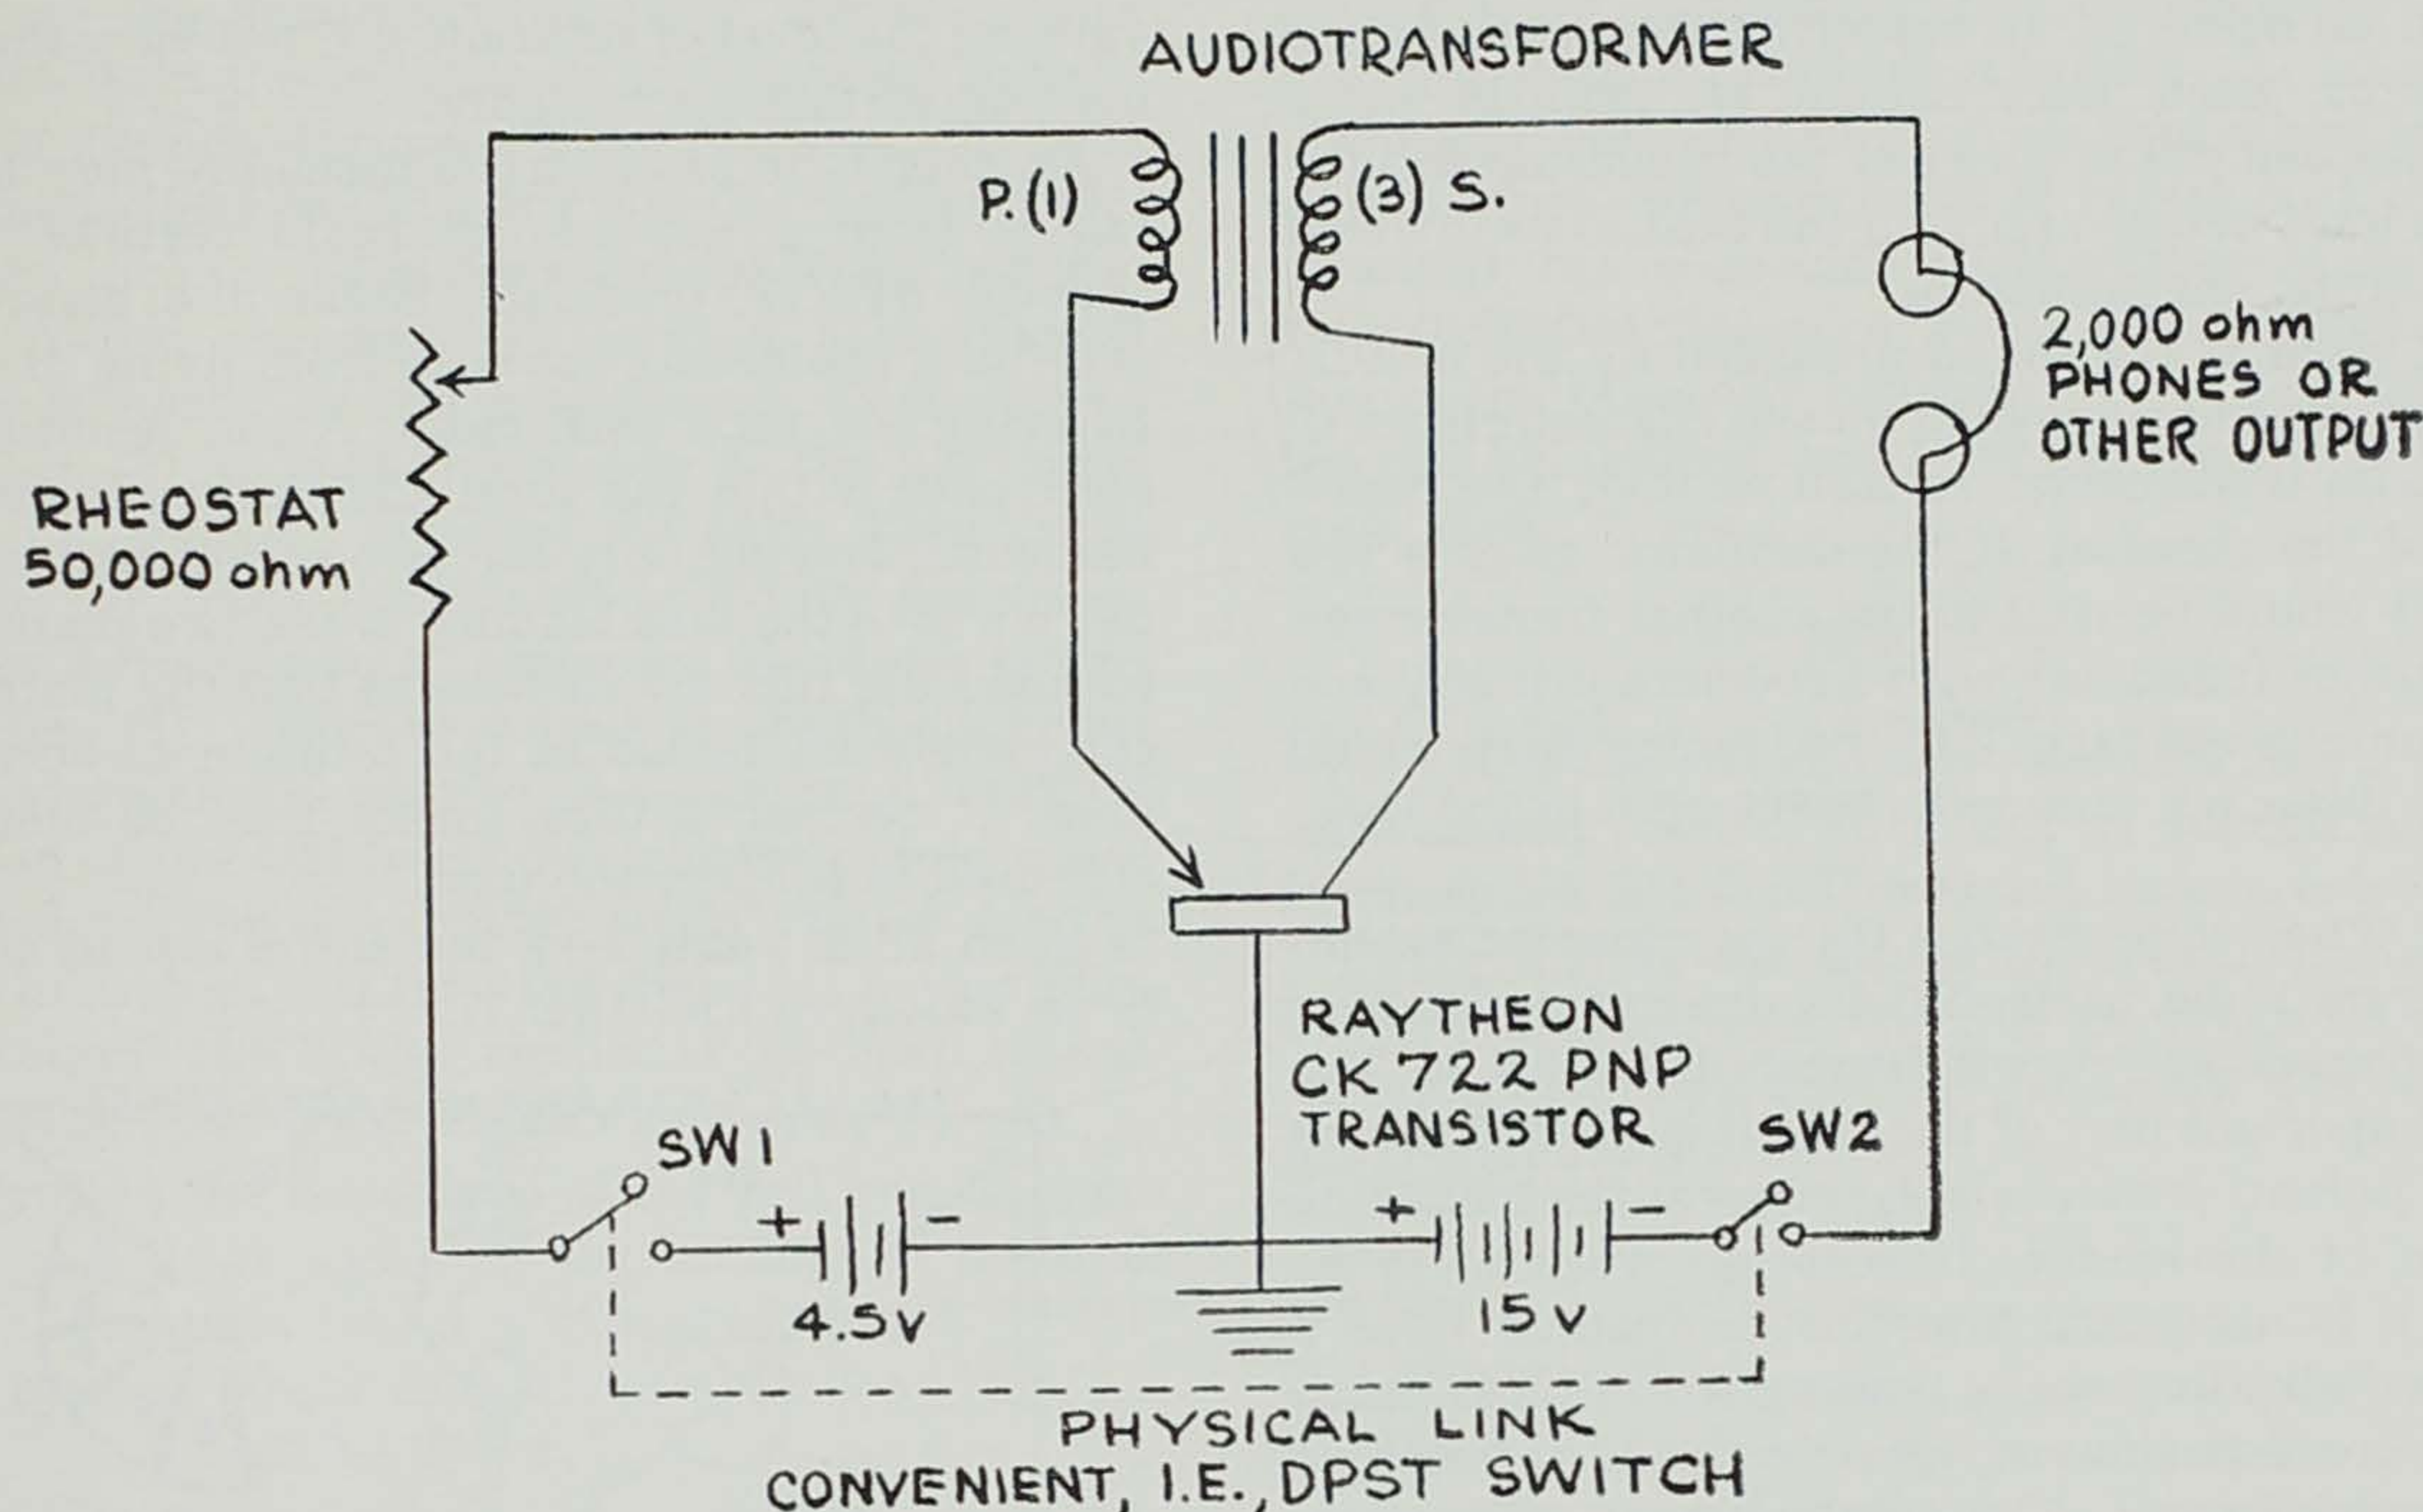 AUDIOTRANSFORMER
P.(1)
(3) S.
2,000 ohm
PHONES OR
OTHER OUTPUT
RHEOSTAT
50,000 ohm
RAYTHEON
CK 722 PNP
TRANSISTOR
SW1
SW2
+ -
+ -
4.5v
15 v
PHYSICAL LINK
CONVENIENT, I.E., DPST SWITCH